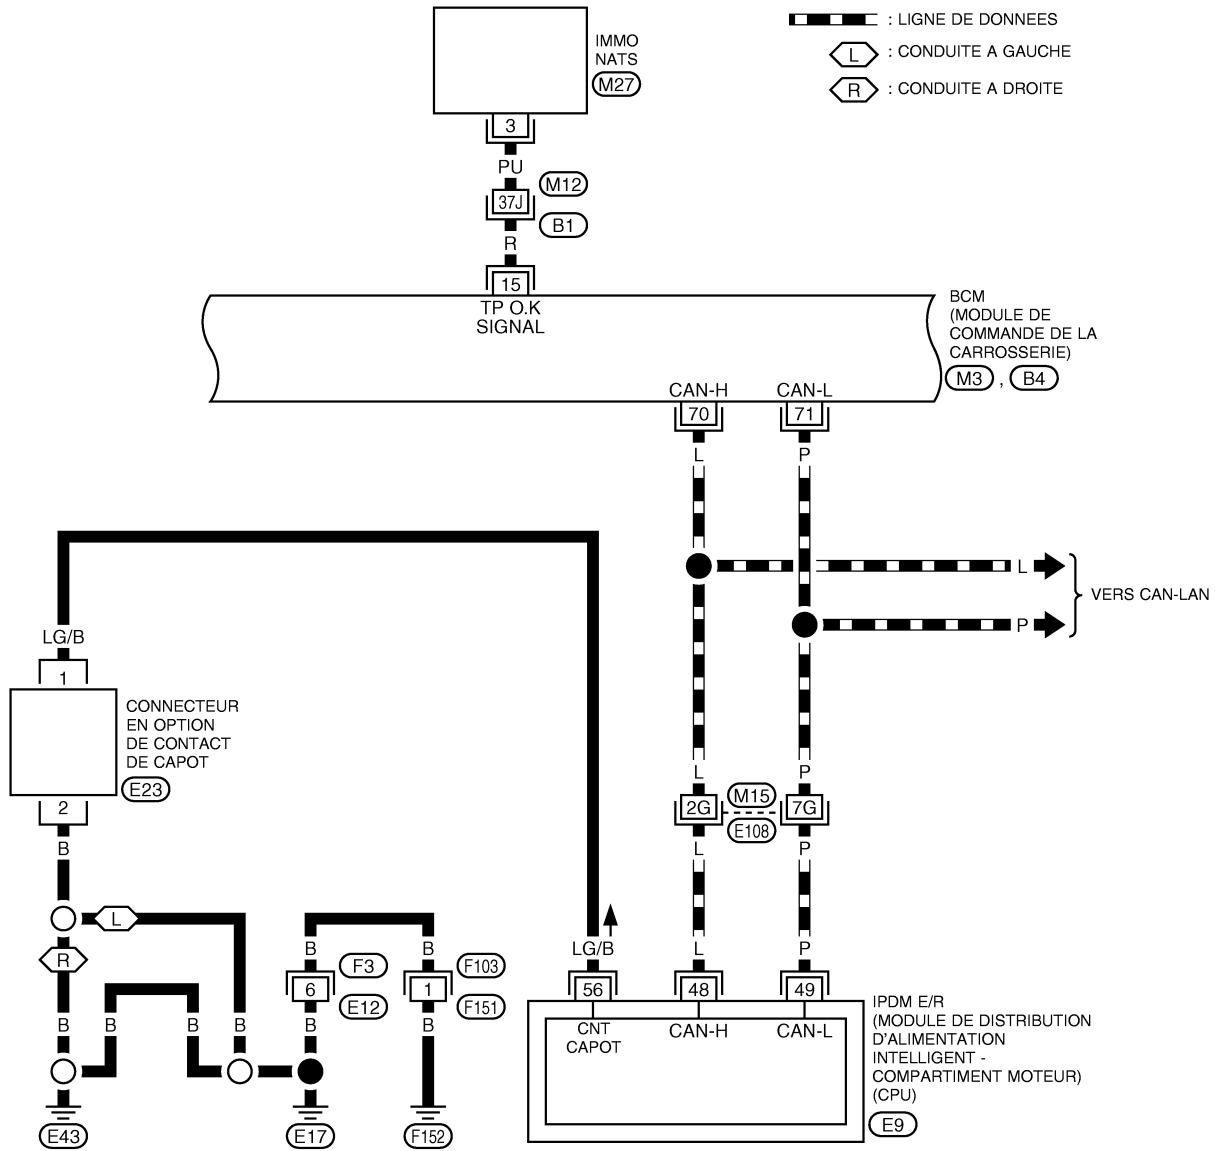 IMMO
NATS
M27
: LIGNE DE DONNEES
L : CONDUITE A GAUCHE
R : CONDUITE A DROITE
3
PU
M12
37J
B1
R
15
TP O.K
SIGNAL
BCM
(MODULE DE
COMMANDE DE LA
CARROSSERIE)
M3 , B4
CAN-H CAN-L
70 71
L P
L
VERS CAN-LAN
P
LG/B
1
CONNECTEUR
EN OPTION
DE CONTACT
DE CAPOT
E23
2
B
L P
2G M15 7G
E108
L P
L
R
B B
F3 F103
6 1
E12 F151
B B B B B B
E43 E17 F152
LG/B L P
56 48 49
CNT
CAPOT
CAN-H CAN-L
IPDM E/R
(MODULE DE DISTRIBUTION
D'ALIMENTATION
INTELLIGENT -
COMPARTIMENT MOTEUR)
(CPU)
E9